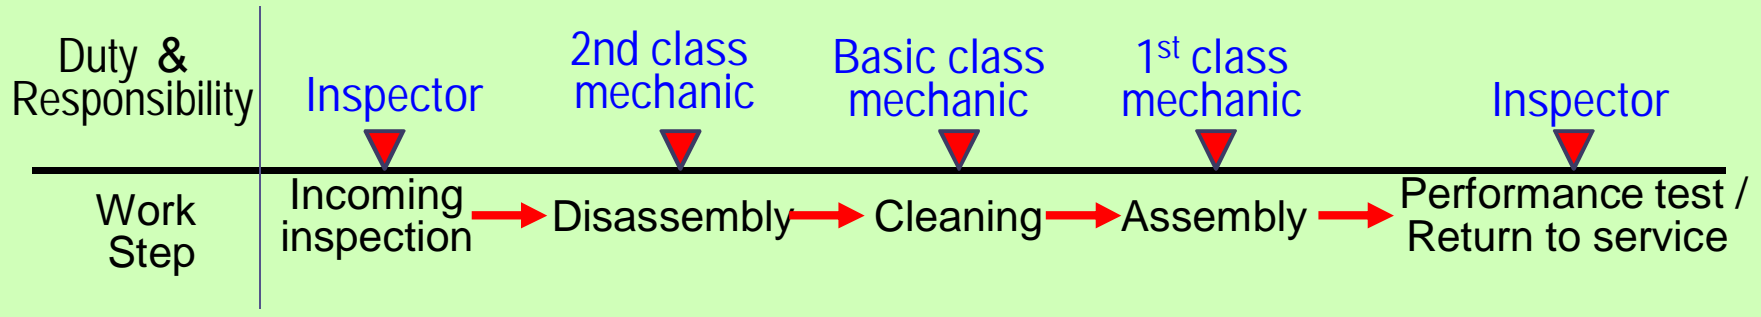 Duty &
Responsibility
Inspector
2nd class
mechanic
Basic class
mechanic
1st class
mechanic
Inspector
Work
Step
Incoming
inspection
Disassembly
Cleaning
Assembly
Performance test /
Return to service